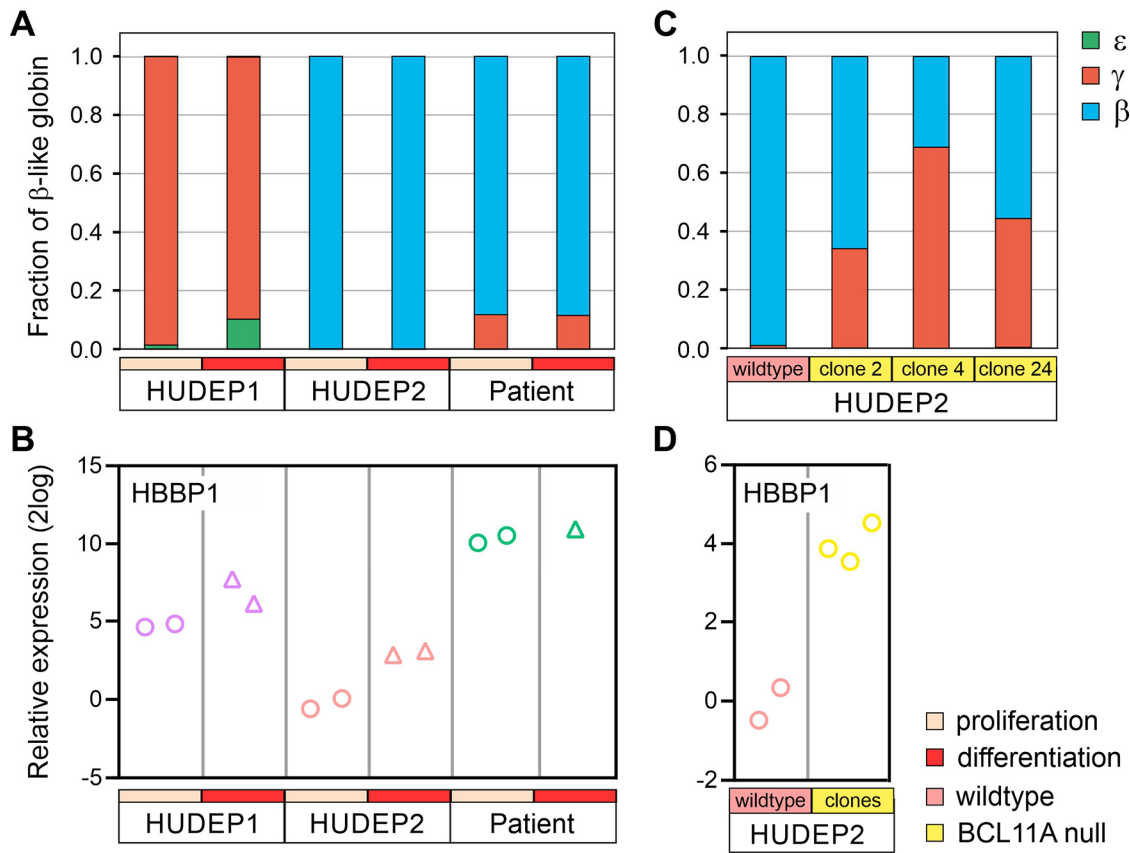 A
Fraction of β-like globin
1.0
0.8
0.6
0.4
0.2
0.0
HUDEP1 HUDEP2 Patient
C
1.0
0.8
0.6
0.4
0.2
0.0
wildtype clone 2 clone 4 clone 24
HUDEP2
ε
γ
β
B
Relative expression (2log)
15
10
5
0
-5
HBBP1
HUDEP1 HUDEP2 Patient
D
6
4
2
0
-2
HBBP1
wildtype clones
HUDEP2
proliferation
differentiation
wildtype
BCL11A null